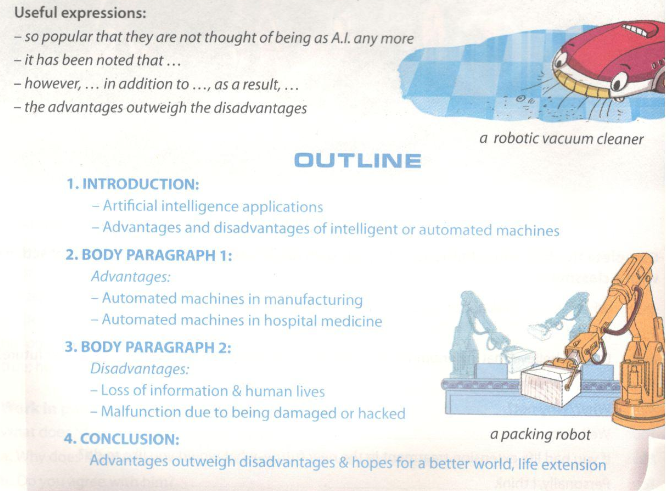 Useful expressions:
– so popular that they are not thought of being as A.I. any more
– it has been noted that ...
– however, ... in addition to ..., as a result, ...
– the advantages outweigh the disadvantages
a robotic vacuum cleaner
OUTLINE
1. INTRODUCTION:
– Artificial intelligence applications
– Advantages and disadvantages of intelligent or automated machines
2. BODY PARAGRAPH 1:
Advantages:
– Automated machines in manufacturing
– Automated machines in hospital medicine
3. BODY PARAGRAPH 2:
Disadvantages:
– Loss of information & human lives
– Malfunction due to being damaged or hacked
a packing robot
4. CONCLUSION:
Advantages outweigh disadvantages & hopes for a better world, life extension